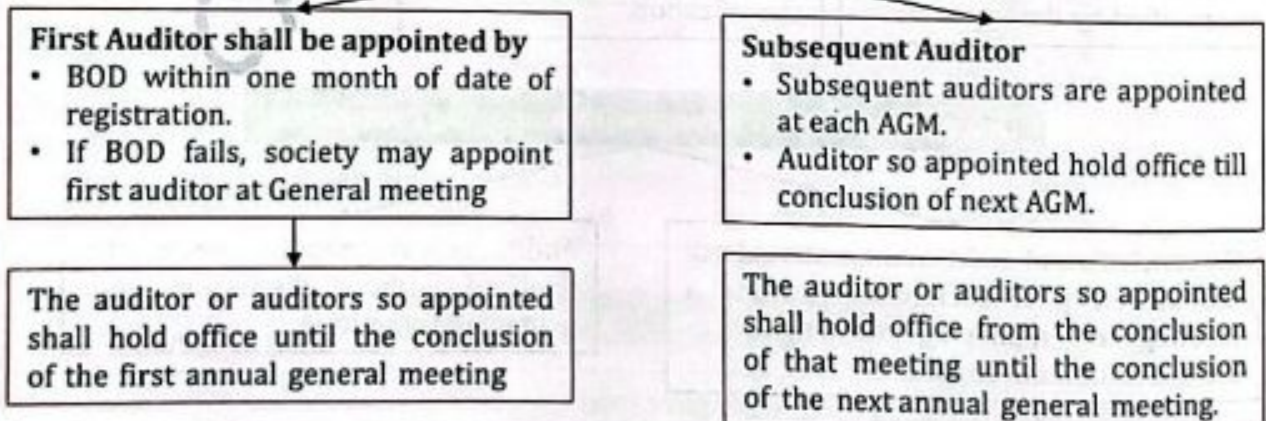 First Auditor shall be appointed by
• BOD within one month of date of
registration.
• If BOD fails, society may appoint
first auditor at General meeting
The auditor or auditors so appointed
shall hold office until the conclusion
of the first annual general meeting
Subsequent Auditor
• Subsequent auditors are appointed
at each AGM.
• Auditor so appointed hold office till
conclusion of next AGM.
The auditor or auditors so appointed
shall hold office from the conclusion
of that meeting until the conclusion
of the next annual general meeting.